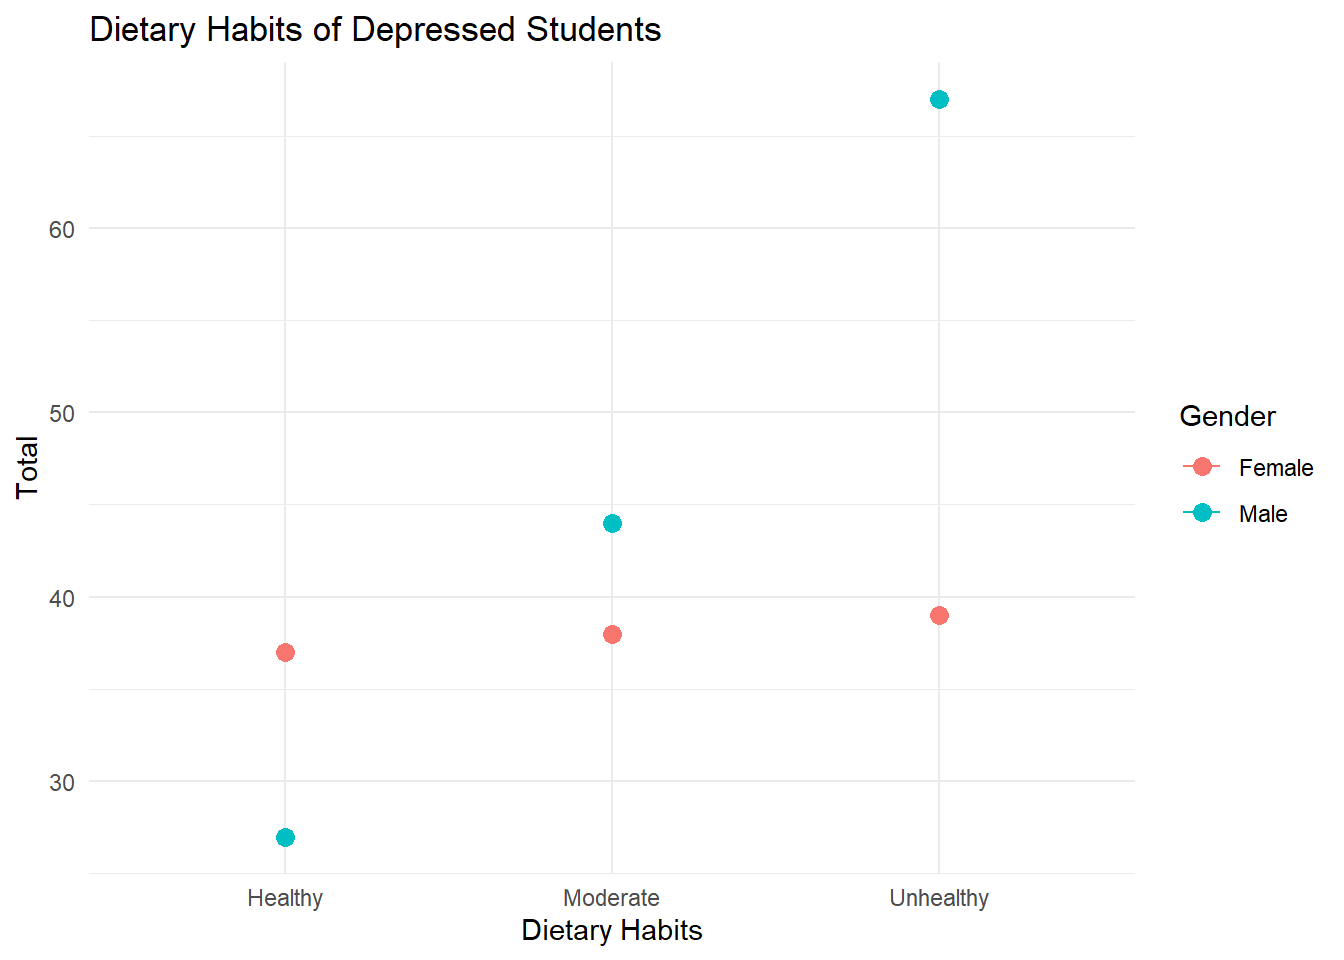 Dietary Habits of Depressed Students
60
50
40
30
Total
Healthy
Moderate
Unhealthy
Dietary Habits
Gender
Female
Male